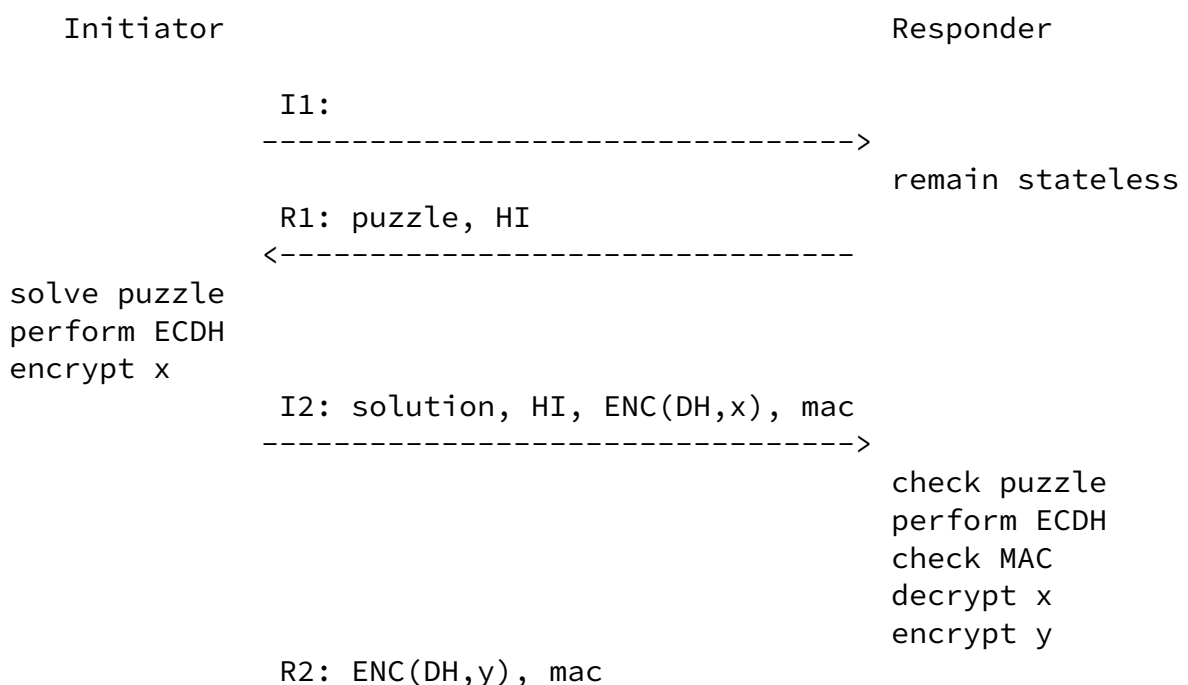 Initiator                                     Responder
I1:
--------------------------------->
remain stateless
R1: puzzle, HI
<--------------------------------
solve puzzle
perform ECDH
encrypt x
I2: solution, HI, ENC(DH,x), mac
--------------------------------->
check puzzle
perform ECDH
check MAC
decrypt x
encrypt y
R2: ENC(DH,y), mac